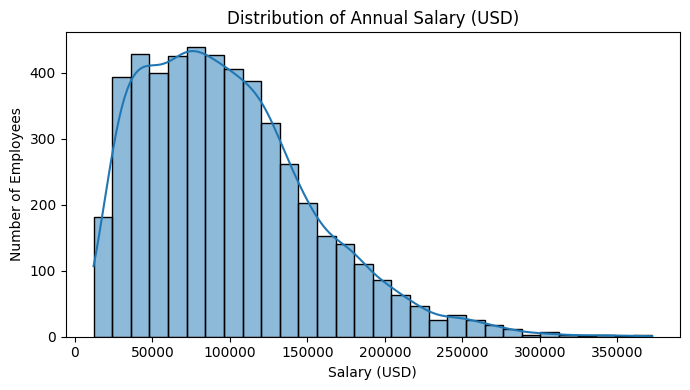 Distribution of Annual Salary (USD)
Number of Employees
400
300
200
100
0
0 50000 100000 150000 200000 250000 300000 350000
Salary (USD)